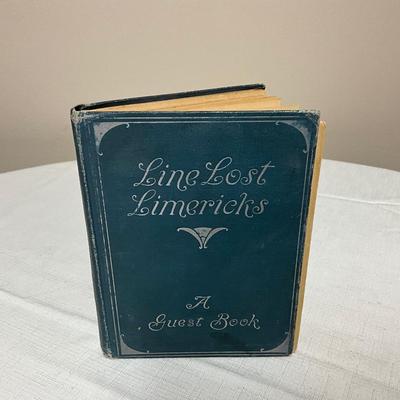 Line Lost
Limericks
A
Guest Book